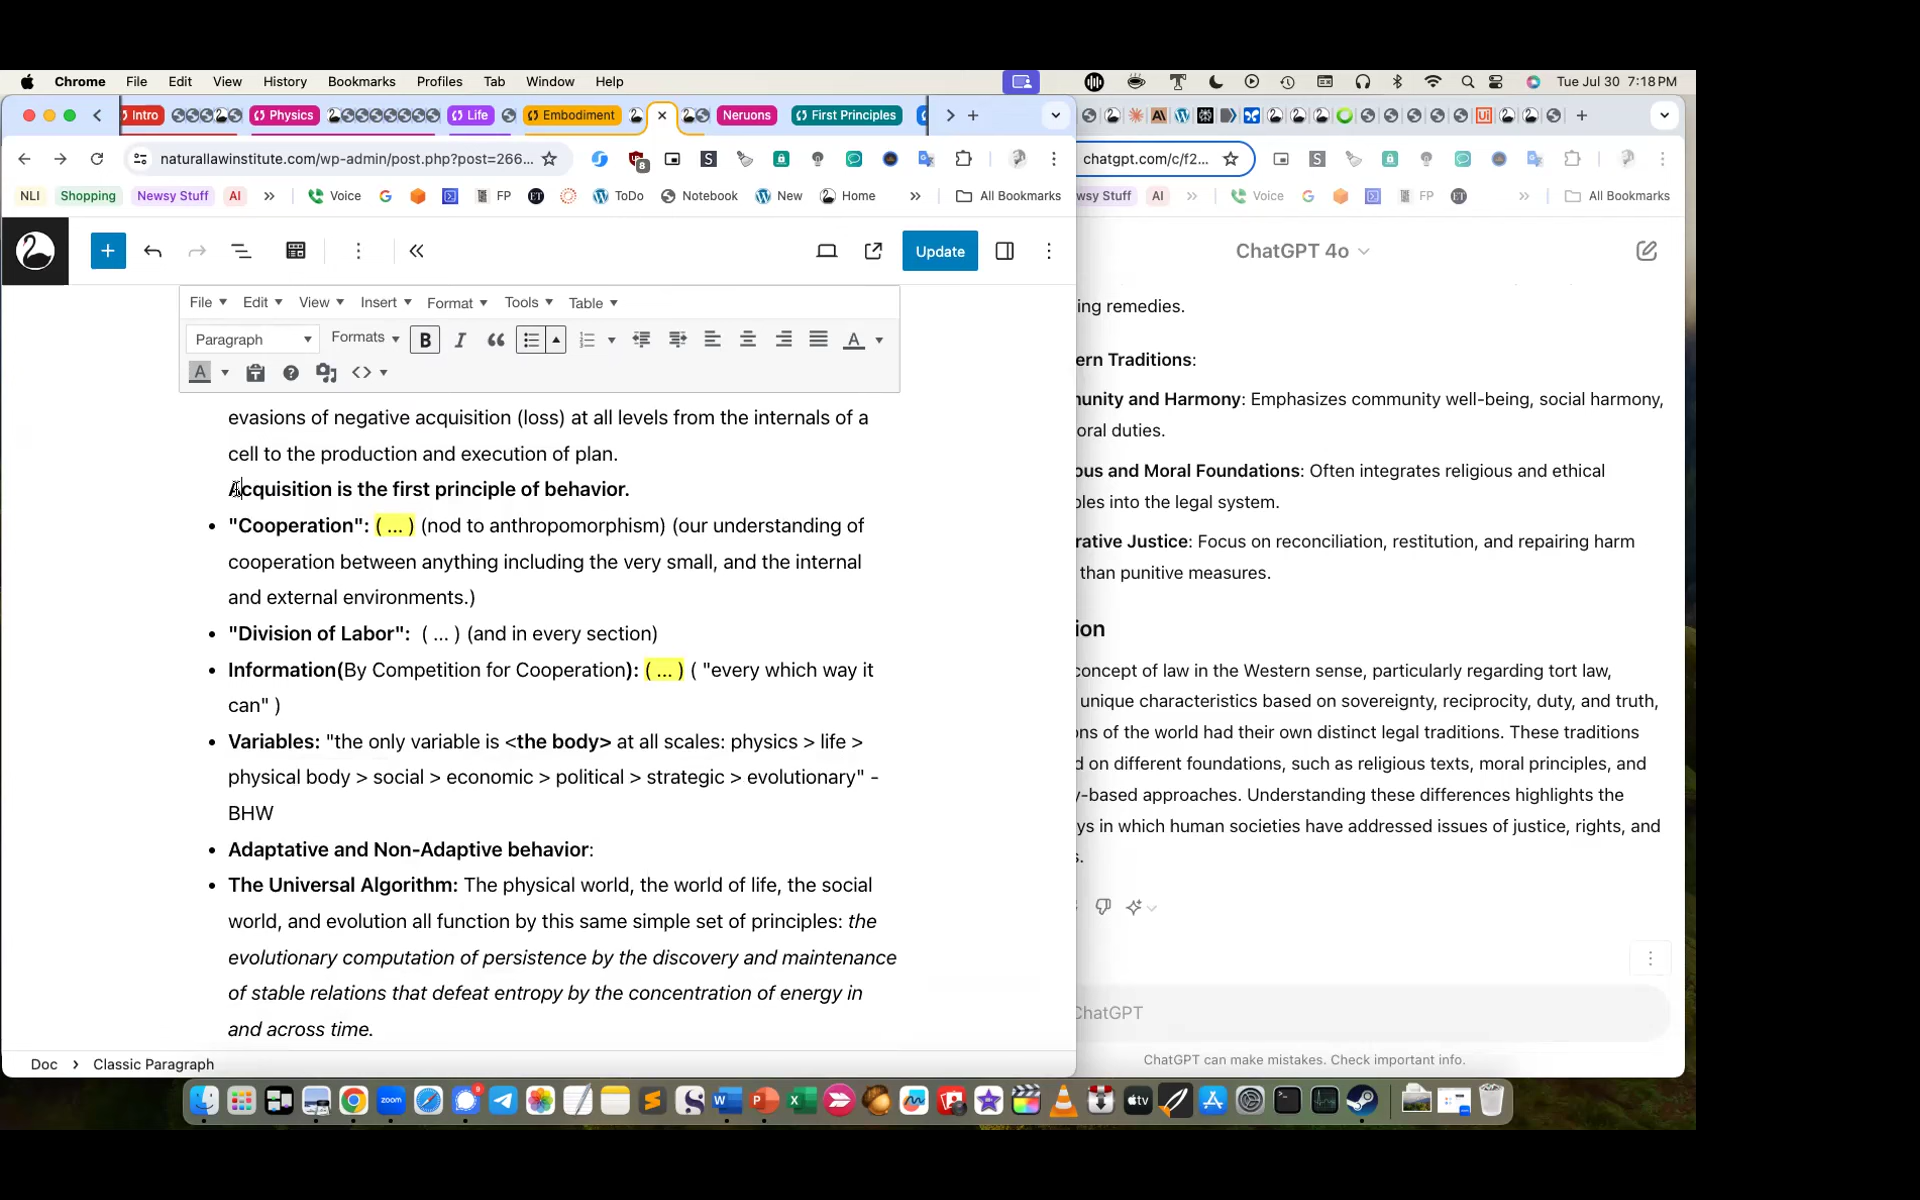 Chrome File Edit View History Bookmarks Profiles Tab Window Help
Tue Jul 30 7:18 PM
Intro Physics Life Embodiment Neruons First Principles
naturallawinstitute.com/wp-admin/post.php?post=266...
chatgpt.com/c/f2...
NLI Shopping Newsy Stuff AI Voice FP ToDo Notebook New Home All Bookmarks
wsy Stuff AI Voice FP All Bookmarks
Update
ChatGPT 4o
File Edit View Insert Format Tools Table
Paragraph Formats B I A
A
evasions of negative acquisition (loss) at all levels from the internals of a
cell to the production and execution of plan.
Acquisition is the first principle of behavior.
• "Cooperation": ( ... ) (nod to anthropomorphism) (our understanding of
cooperation between anything including the very small, and the internal
and external environments.)
• "Division of Labor": ( ... ) (and in every section)
• Information(By Competition for Cooperation): ( ... ) ( "every which way it
can" )
• Variables: "the only variable is <the body> at all scales: physics > life >
physical body > social > economic > political > strategic > evolutionary" -
BHW
• Adaptative and Non-Adaptive behavior:
• The Universal Algorithm: The physical world, the world of life, the social
world, and evolution all function by this same simple set of principles: the
evolutionary computation of persistence by the discovery and maintenance
of stable relations that defeat entropy by the concentration of energy in
and across time.
Doc › Classic Paragraph
ing remedies.
ern Traditions:
unity and Harmony: Emphasizes community well-being, social harmony,
oral duties.
ous and Moral Foundations: Often integrates religious and ethical
ples into the legal system.
rative Justice: Focus on reconciliation, restitution, and repairing harm
than punitive measures.
ion
concept of law in the Western sense, particularly regarding tort law,
unique characteristics based on sovereignty, reciprocity, duty, and truth,
ons of the world had their own distinct legal traditions. These traditions
d on different foundations, such as religious texts, moral principles, and
y-based approaches. Understanding these differences highlights the
ys in which human societies have addressed issues of justice, rights, and
s.
ChatGPT
ChatGPT can make mistakes. Check important info.
zoom W P X tv